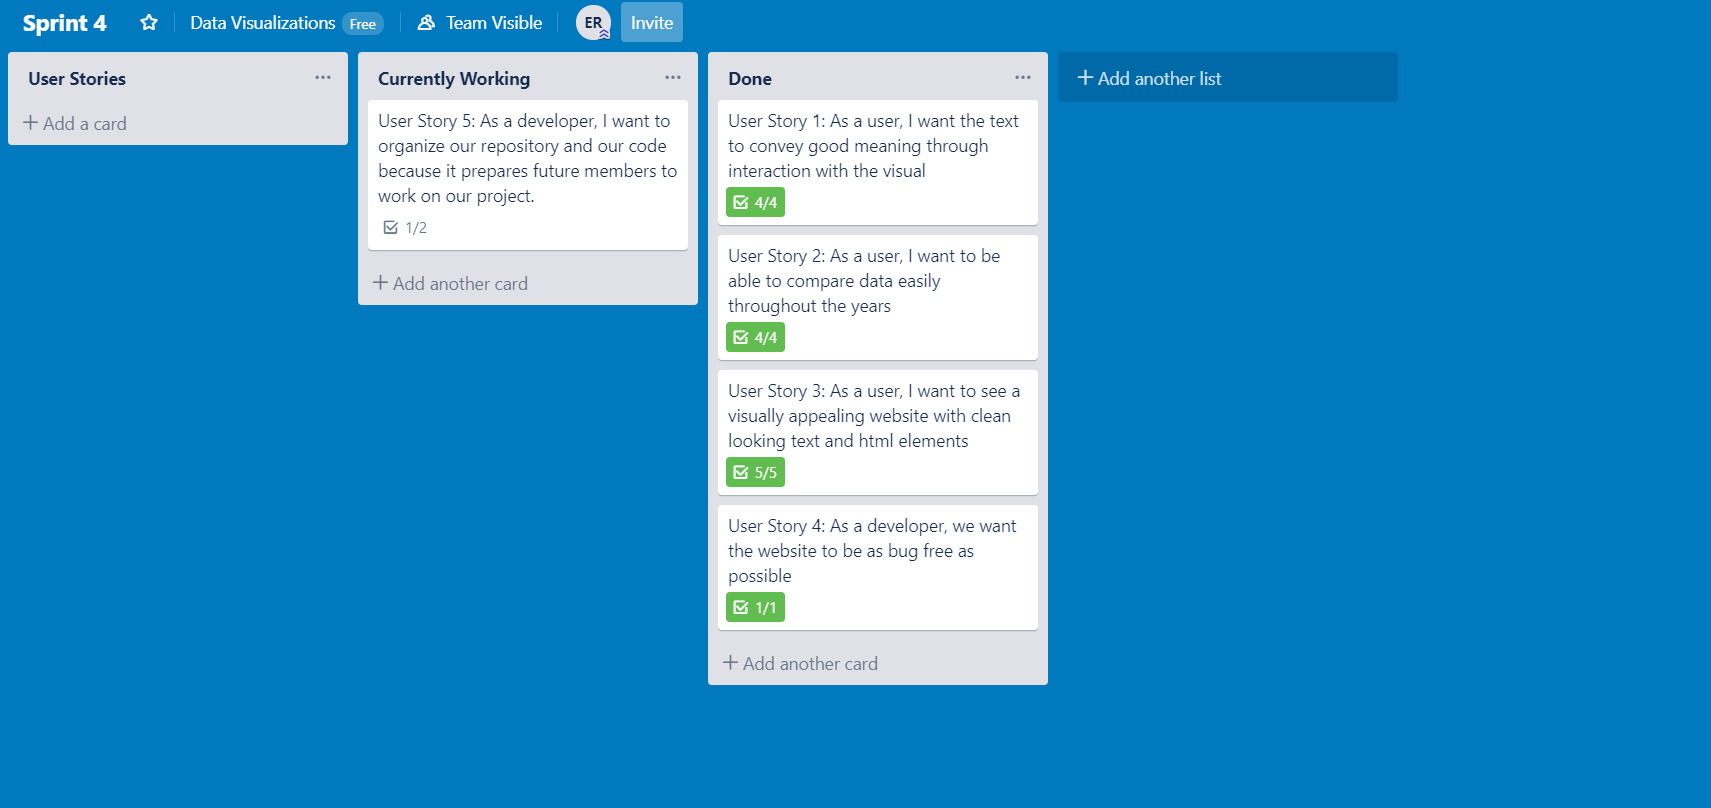 Sprint 4
Data Visualizations Free
Team Visible
ER
Invite
User Stories
Add a card
Currently Working
User Story 5: As a developer, I want to
organize our repository and our code
because it prepares future members to
work on our project.
1/2
Add another card
Done
User Story 1: As a user, I want the text
to convey good meaning through
interaction with the visual
4/4
User Story 2: As a user, I want to be
able to compare data easily
throughout the years
4/4
User Story 3: As a user, I want to see a
visually appealing website with clean
looking text and html elements
5/5
User Story 4: As a developer, we want
the website to be as bug free as
possible
1/1
Add another card
Add another list